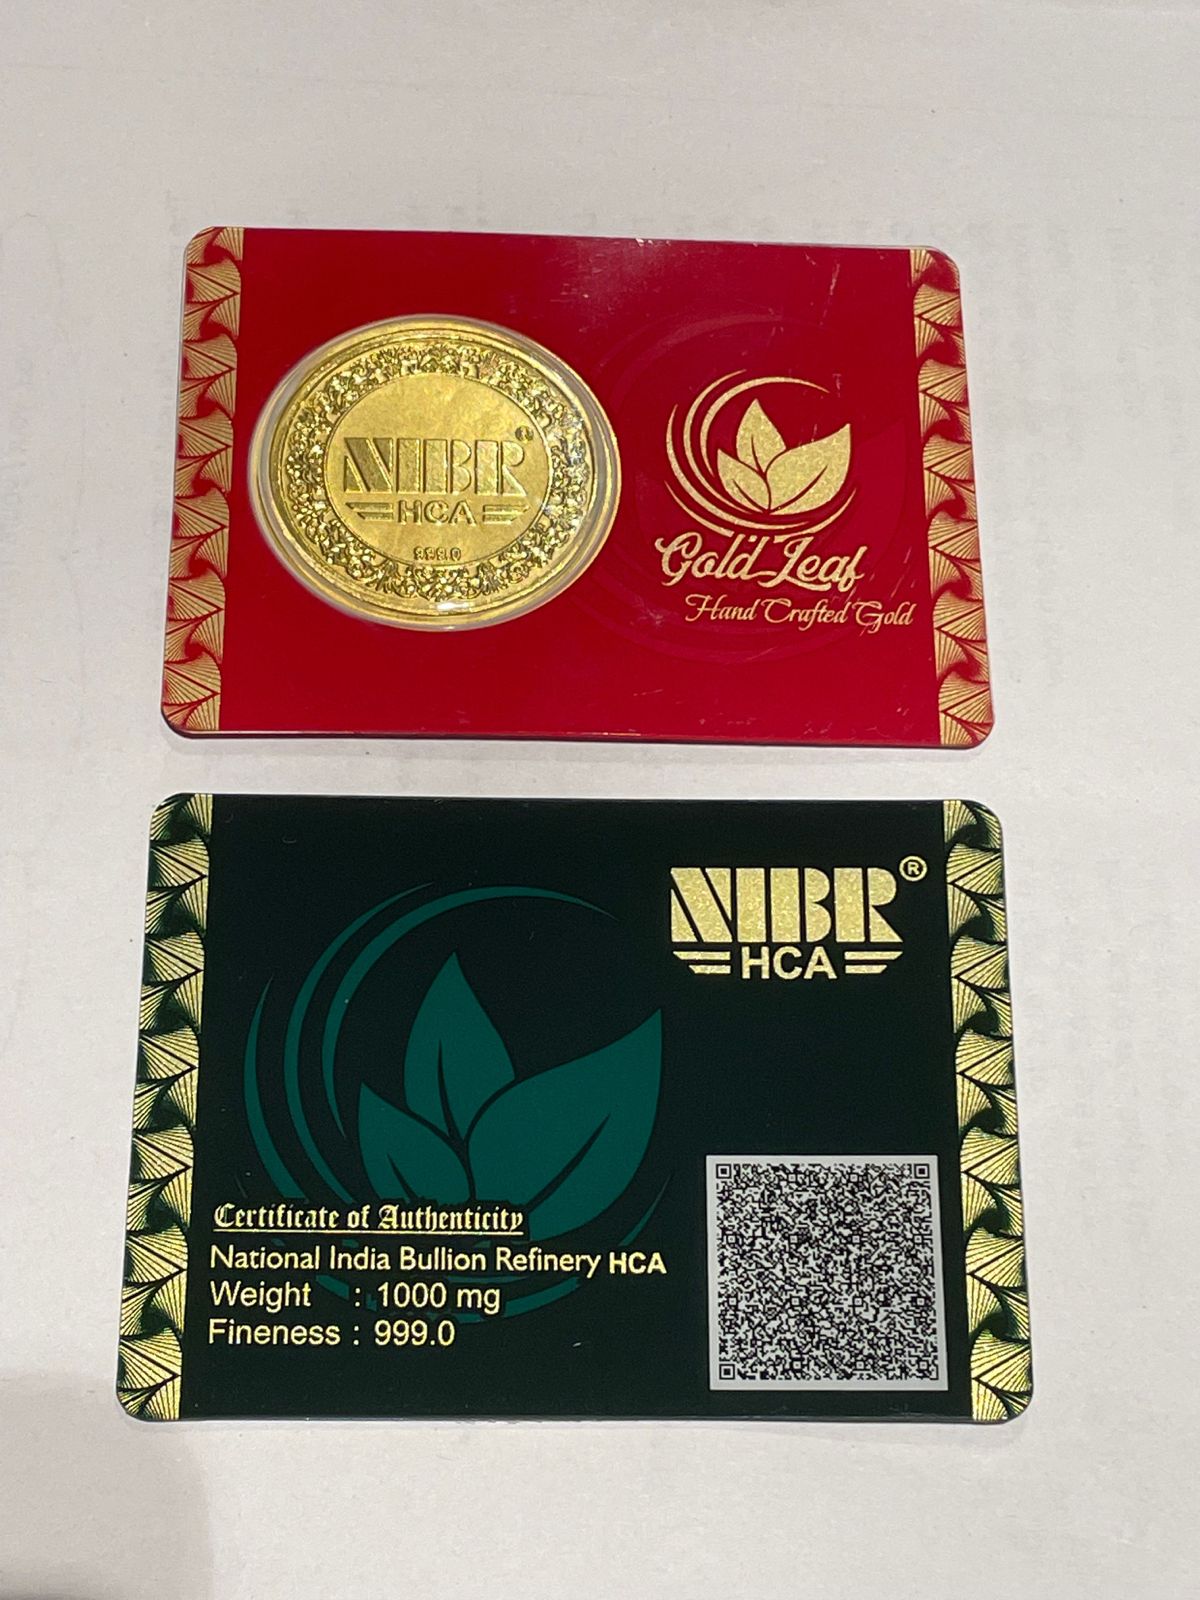 NIBR®
HCA
999.0
Gold Leaf
Hand Crafted Gold
NIBR®
HCA
Certificate of Authenticity
National India Bullion Refinery HCA
Weight : 1000 mg
Fineness : 999.0